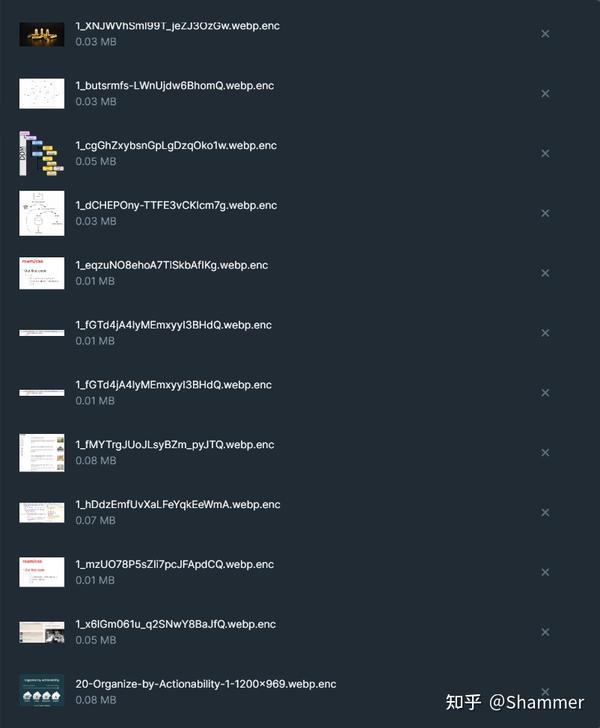 1_XNJWVhSmI99T_jeZJ3OzGw.webp.enc
0.03 MB
1_butsrmfs-LWnUjdw6BhomQ.webp.enc
0.03 MB
1_cgGhZxybsnGpLgDzqOko1w.webp.enc
0.05 MB
1_dCHEPOny-TTFE3vCKlcm7g.webp.enc
0.03 MB
1_eqzuNO8ehoA7TlSkbAfIKg.webp.enc
0.01 MB
1_fGTd4jA4lyMEmxyyI3BHdQ.webp.enc
0.01 MB
1_fGTd4jA4lyMEmxyyI3BHdQ.webp.enc
0.01 MB
1_fMYTrgJUoJLsyBZm_pyJTQ.webp.enc
0.08 MB
1_hDdzEmfUvXaLFeYqkEeWmA.webp.enc
0.07 MB
1_mzUO78P5sZli7pcJFApdCQ.webp.enc
0.01 MB
1_x6lGm061u_q2SNwY8BaJfQ.webp.enc
0.05 MB
20-Organize-by-Actionability-1-1200×969.webp.enc
0.08 MB
知乎 @Shammer